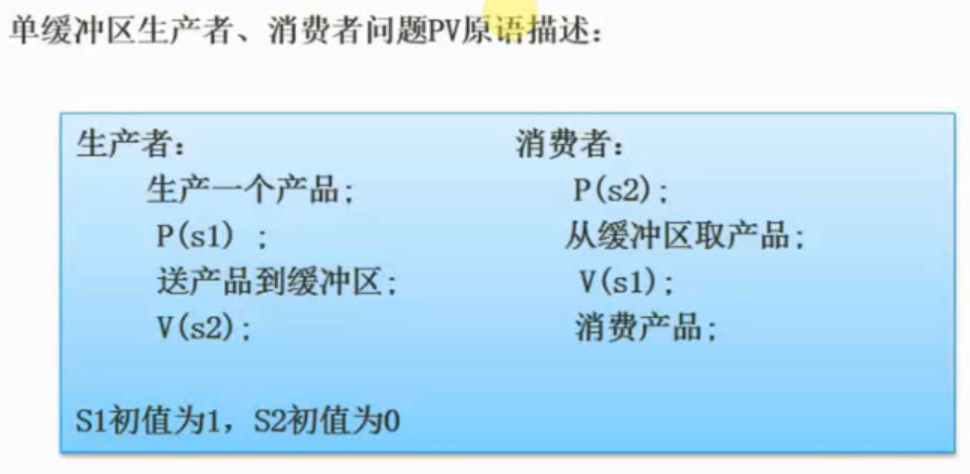 单缓冲区生产者、消费者问题PV原语描述：
生产者：
生产一个产品;
P(s1) ;
送产品到缓冲区;
V(s2);
消费者：
P(s2);
从缓冲区取产品;
V(s1);
消费产品;
S1初值为1，S2初值为0